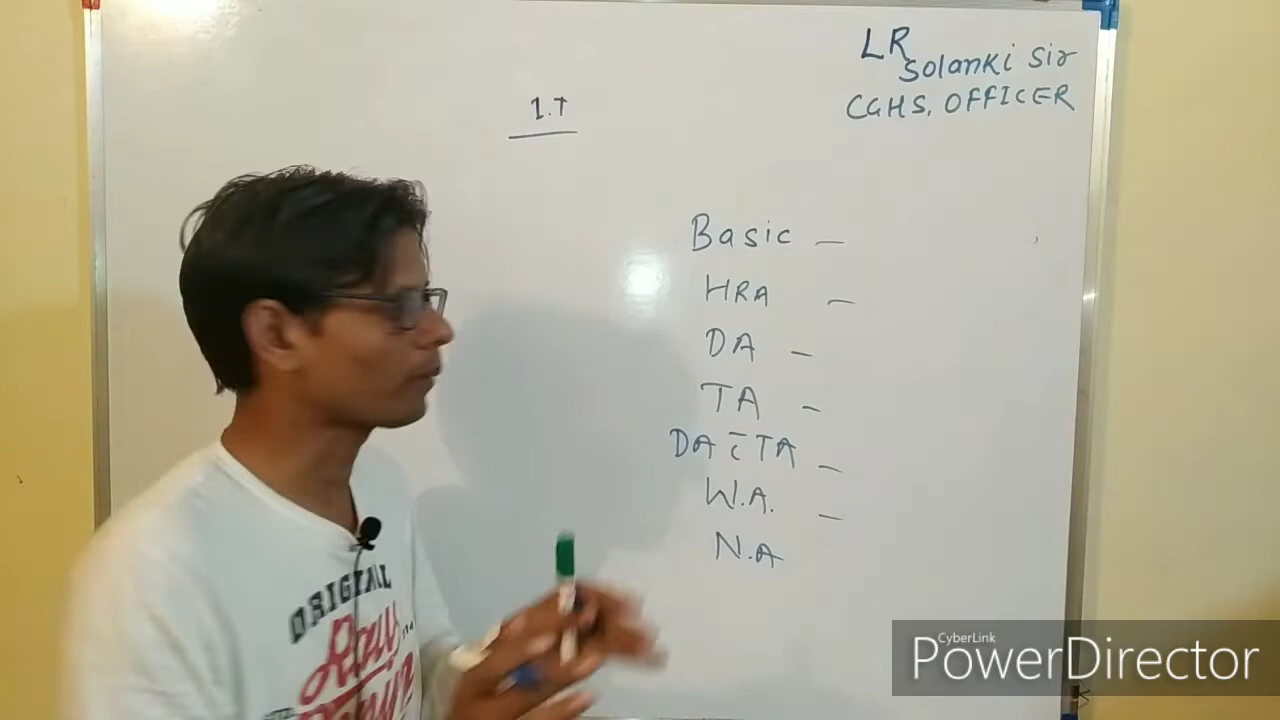 LR
Solanki Sir
CGHS, OFFICER
I.T
Basic —
HRA —
DA —
TA —
DA c̄ TA —
W.A. —
N.A
ORIGINAL
CyberLink
PowerDirector